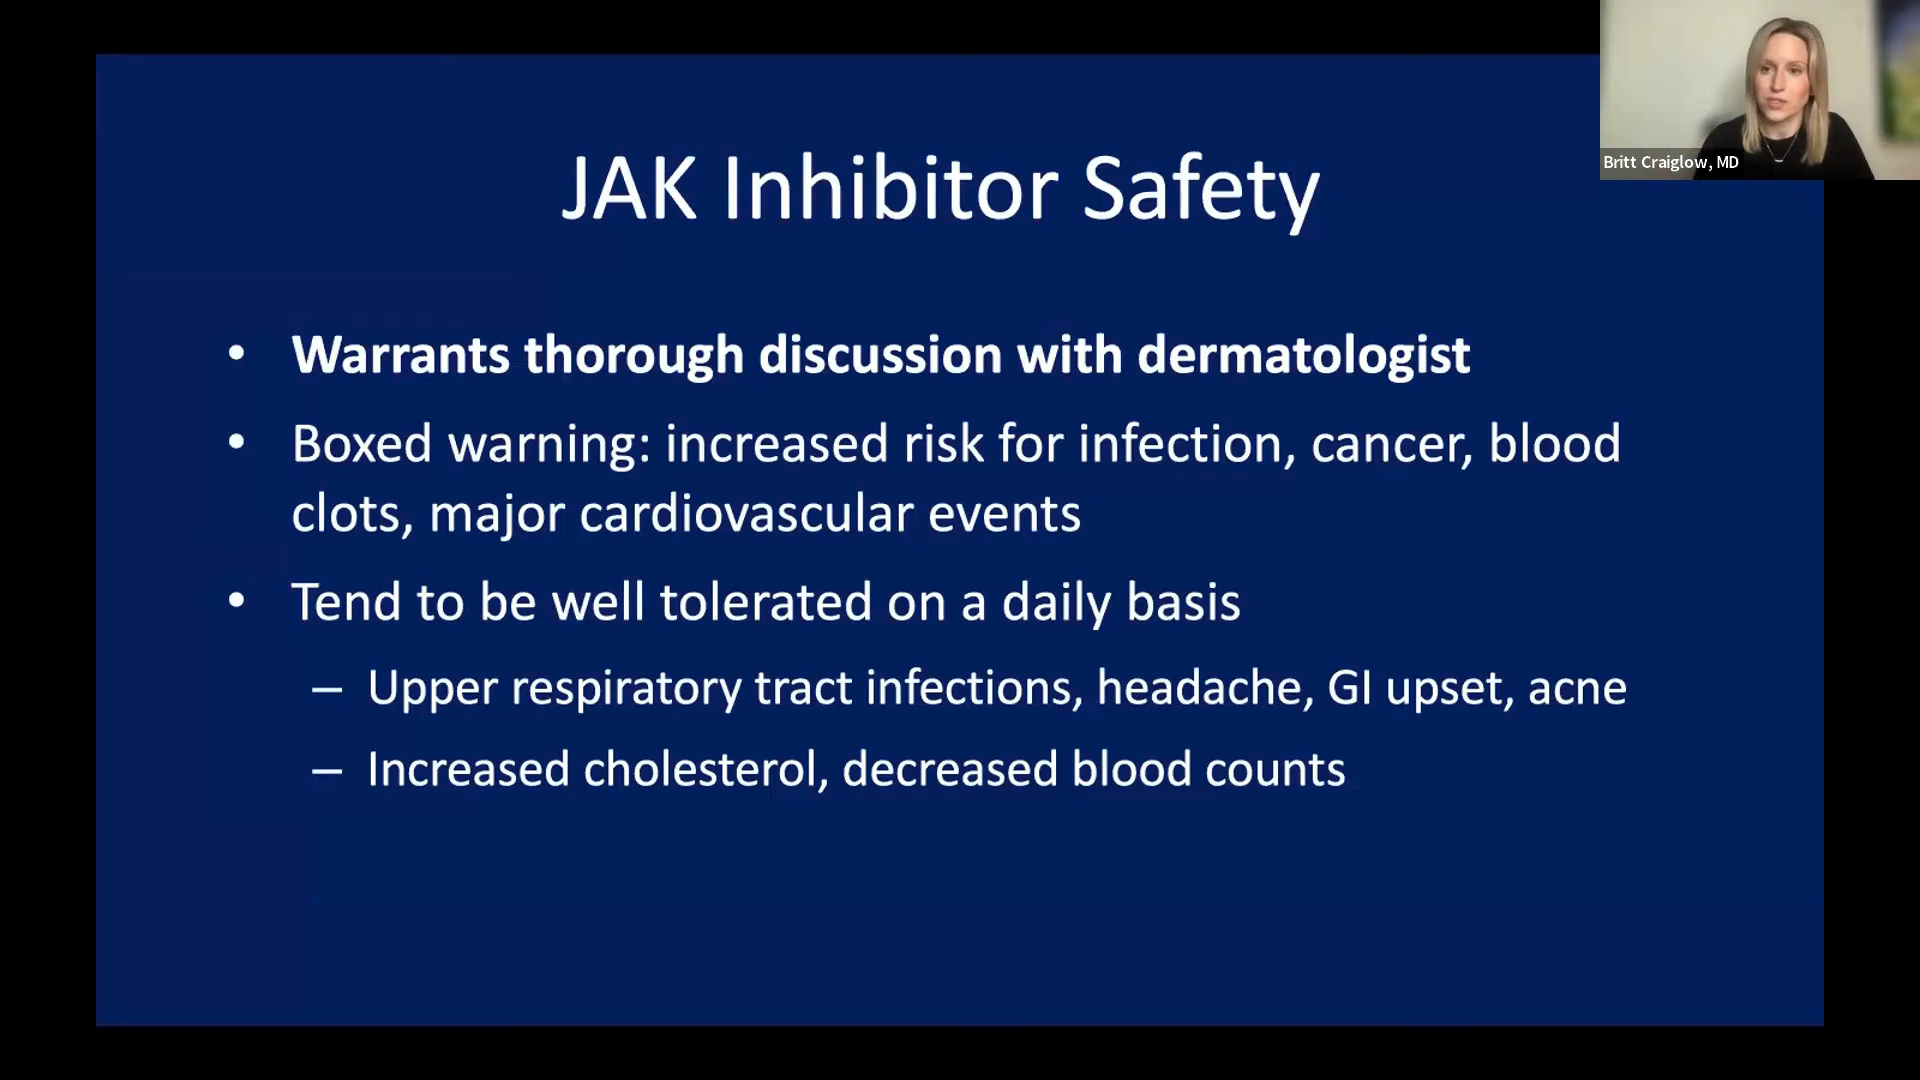 JAK Inhibitor Safety
• Warrants thorough discussion with dermatologist
• Boxed warning: increased risk for infection, cancer, blood
clots, major cardiovascular events
• Tend to be well tolerated on a daily basis
– Upper respiratory tract infections, headache, GI upset, acne
– Increased cholesterol, decreased blood counts
Britt Craiglow, MD